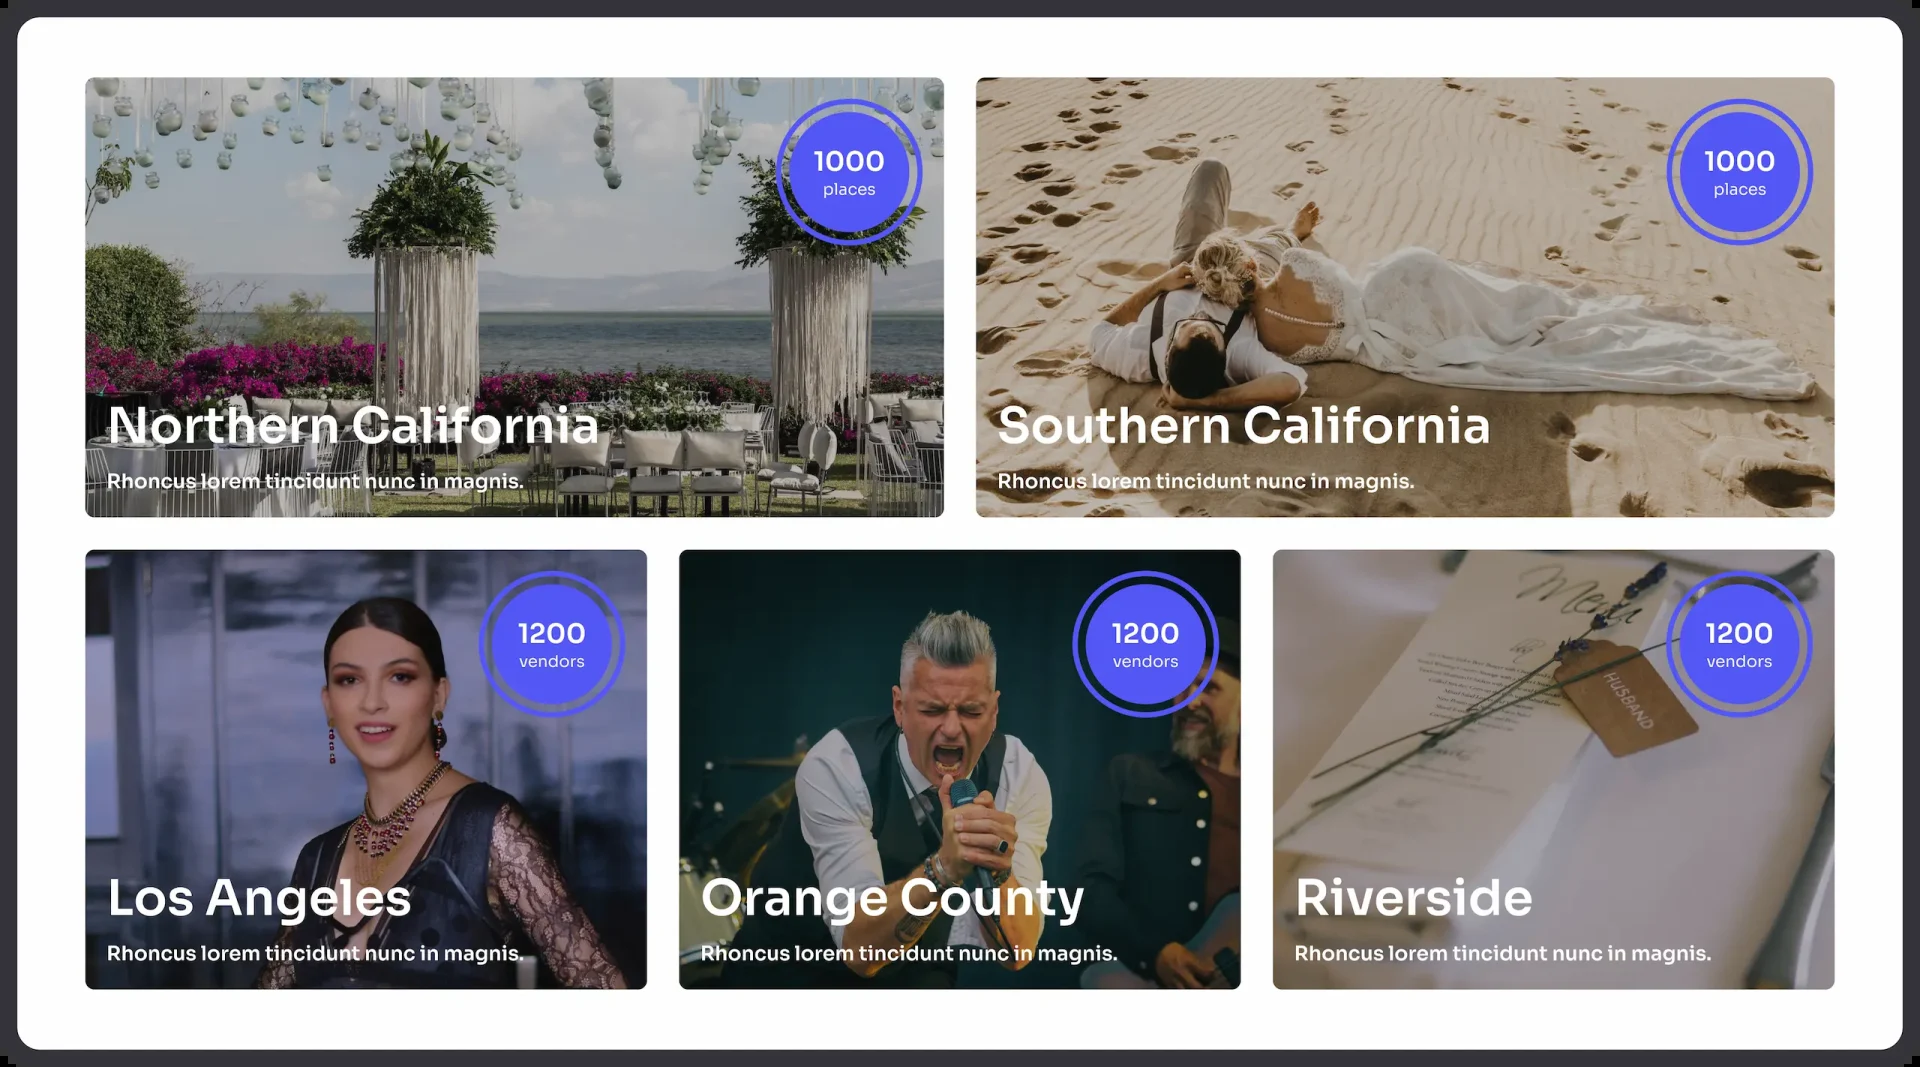 1000
places
Northern California
Rhoncus lorem tincidunt nunc in magnis.
1000
places
Southern California
Rhoncus lorem tincidunt nunc in magnis.
1200
vendors
Los Angeles
Rhoncus lorem tincidunt nunc in magnis.
1200
vendors
Orange County
Rhoncus lorem tincidunt nunc in magnis.
Menu
HUSBAND
1200
vendors
Riverside
Rhoncus lorem tincidunt nunc in magnis.